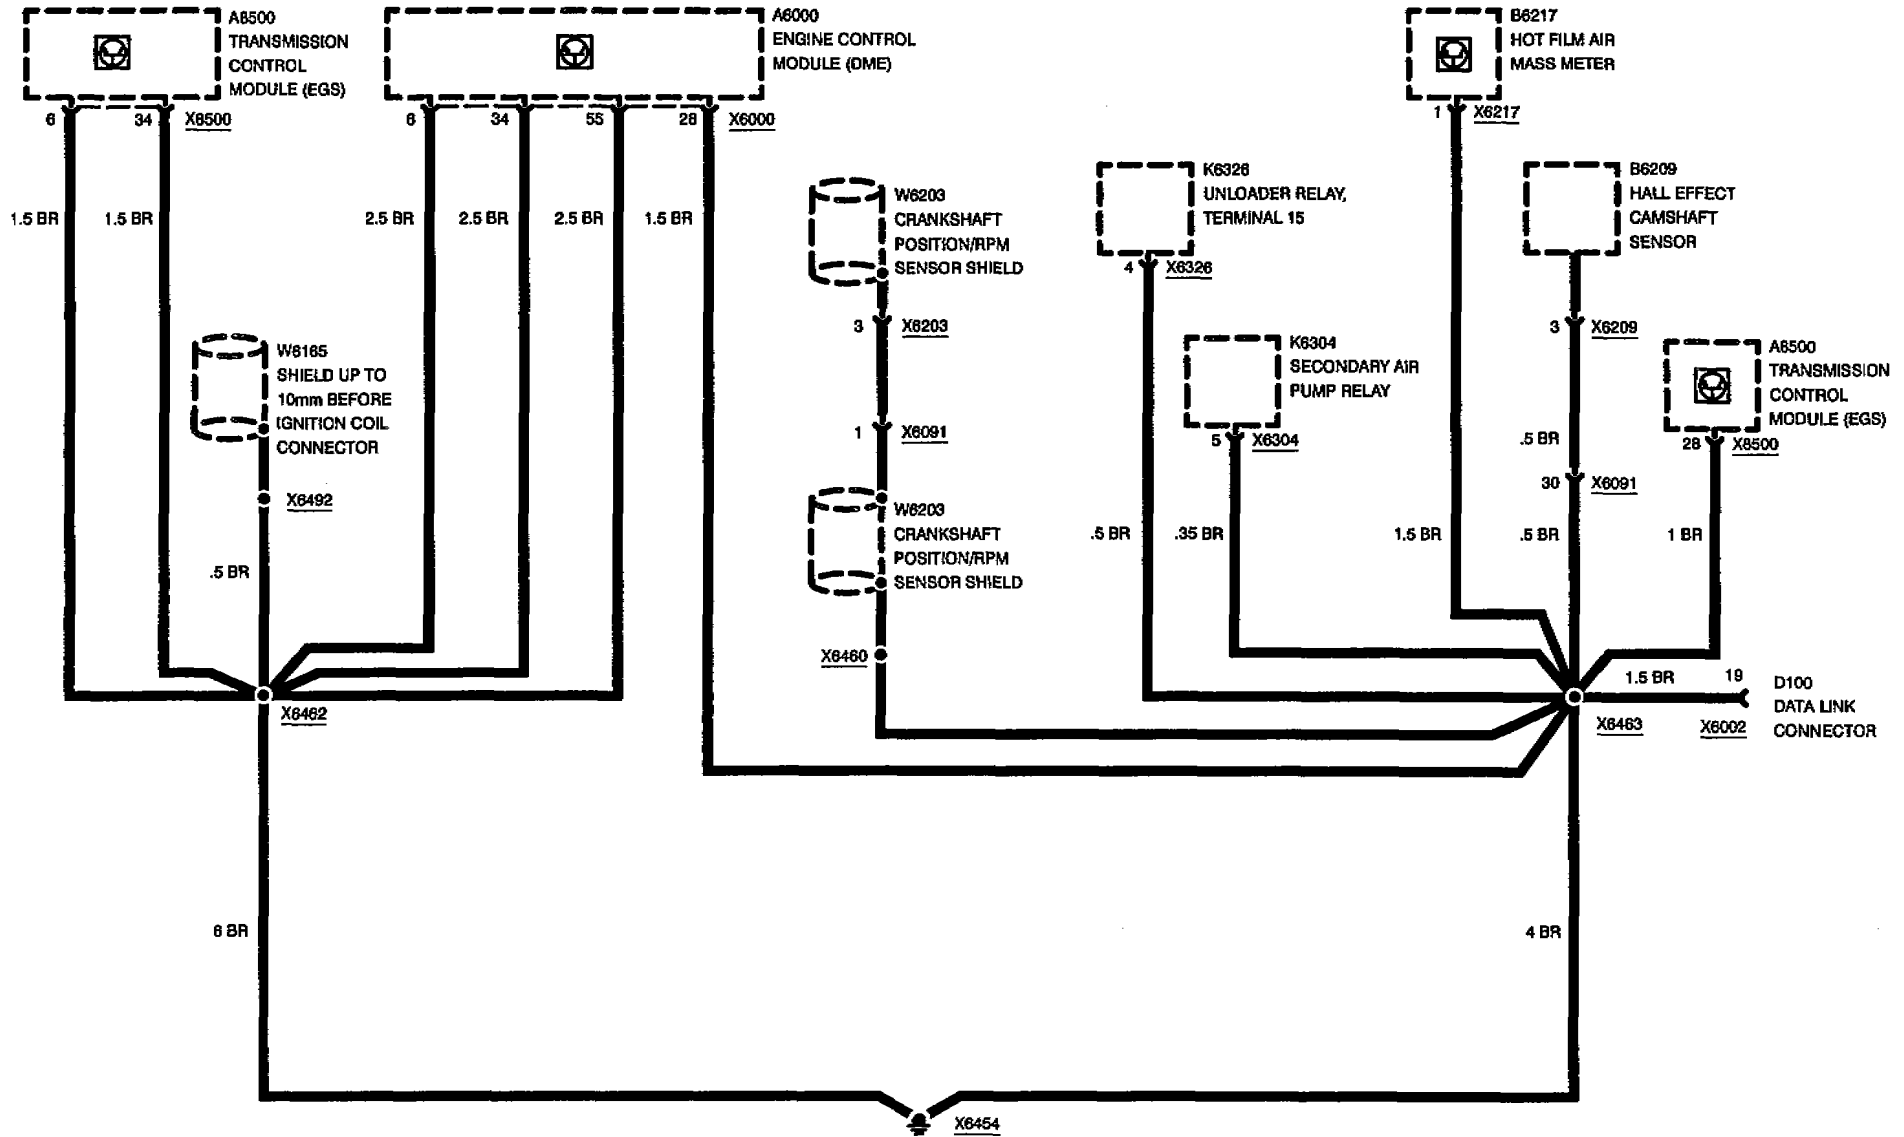 A8500
TRANSMISSION
CONTROL
MODULE (EGS)
6
34
X8500
1.5 BR
1.5 BR
A6000
ENGINE CONTROL
MODULE (DME)
6
34
55
28
X6000
2.5 BR
2.5 BR
2.5 BR
1.5 BR
W6165
SHIELD UP TO
10mm BEFORE
IGNITION COIL
CONNECTOR
X6492
.5 BR
X6462
6 BR
W6203
CRANKSHAFT
POSITION/RPM
SENSOR SHIELD
3
X6203
1
X6091
W6203
CRANKSHAFT
POSITION/RPM
SENSOR SHIELD
X6460
K6326
UNLOADER RELAY,
TERMINAL 15
4
X6326
.5 BR
K6304
SECONDARY AIR
PUMP RELAY
5
X6304
.35 BR
B6217
HOT FILM AIR
MASS METER
1
X6217
1.5 BR
B6209
HALL EFFECT
CAMSHAFT
SENSOR
3
X6209
.5 BR
30
X6091
.5 BR
A8500
TRANSMISSION
CONTROL
MODULE (EGS)
28
X8500
1 BR
1.5 BR
19
D100
DATA LINK
CONNECTOR
X6463
X6002
4 BR
X6454